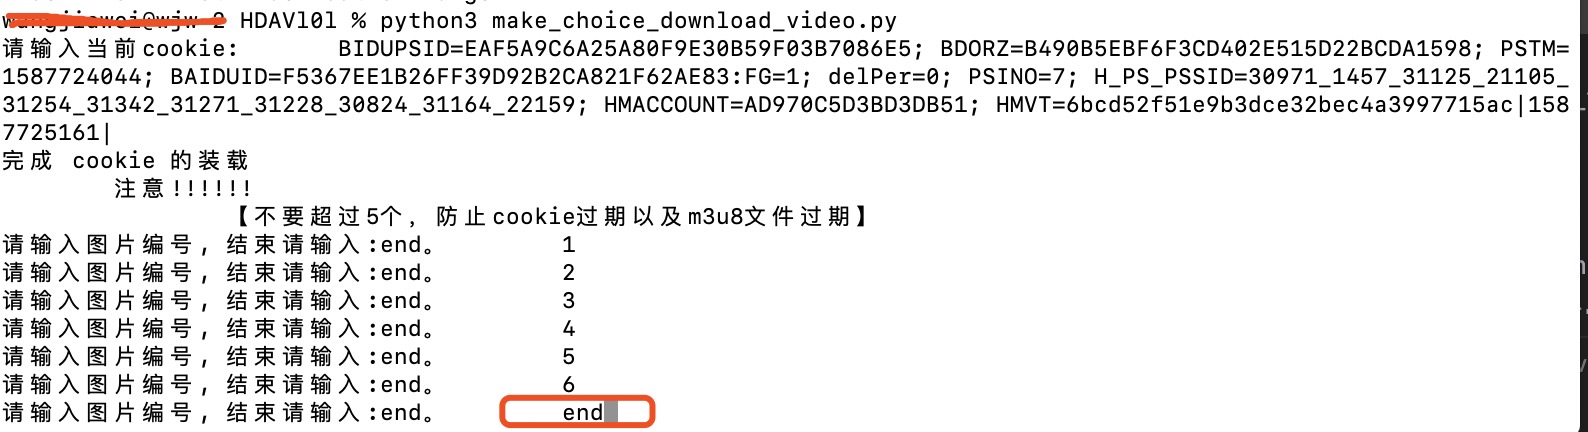 HDAVl0l % python3 make_choice_download_video.py
请输入当前cookie: BIDUPSID=EAF5A9C6A25A80F9E30B59F03B7086E5; BDORZ=B490B5EBF6F3CD402E515D22BCDA1598; PSTM=
1587724044; BAIDUID=F5367EE1B26FF39D92B2CA821F62AE83:FG=1; delPer=0; PSINO=7; H_PS_PSSID=30971_1457_31125_21105_
31254_31342_31271_31228_30824_31164_22159; HMACCOUNT=AD970C5D3BD3DB51; HMVT=6bcd52f51e9b3dce32bec4a3997715ac|158
7725161|
完成 cookie 的装载
注意!!!!!!
【不要超过5个, 防止cookie过期以及m3u8文件过期】
请输入图片编号, 结束请输入:end。 1
请输入图片编号, 结束请输入:end。 2
请输入图片编号, 结束请输入:end。 3
请输入图片编号, 结束请输入:end。 4
请输入图片编号, 结束请输入:end。 5
请输入图片编号, 结束请输入:end。 6
请输入图片编号, 结束请输入:end。 end